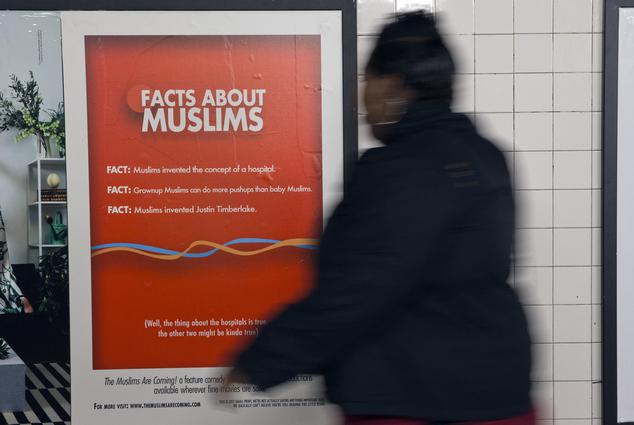 FACTS ABOUT
MUSLIMS
FACT: Muslims invented the concept of a hospital.
FACT: Grownup Muslims can do more pushups than baby Muslims.
FACT: Muslims invented Justin Timberlake.
(Well, the thing about the hospitals is true
the other two might be kinda true)
The Muslims Are Coming! a feature comedy
available wherever fine movies are
FOR MORE VISIT: WWW.THEMUSLIMSARECOMING.COM